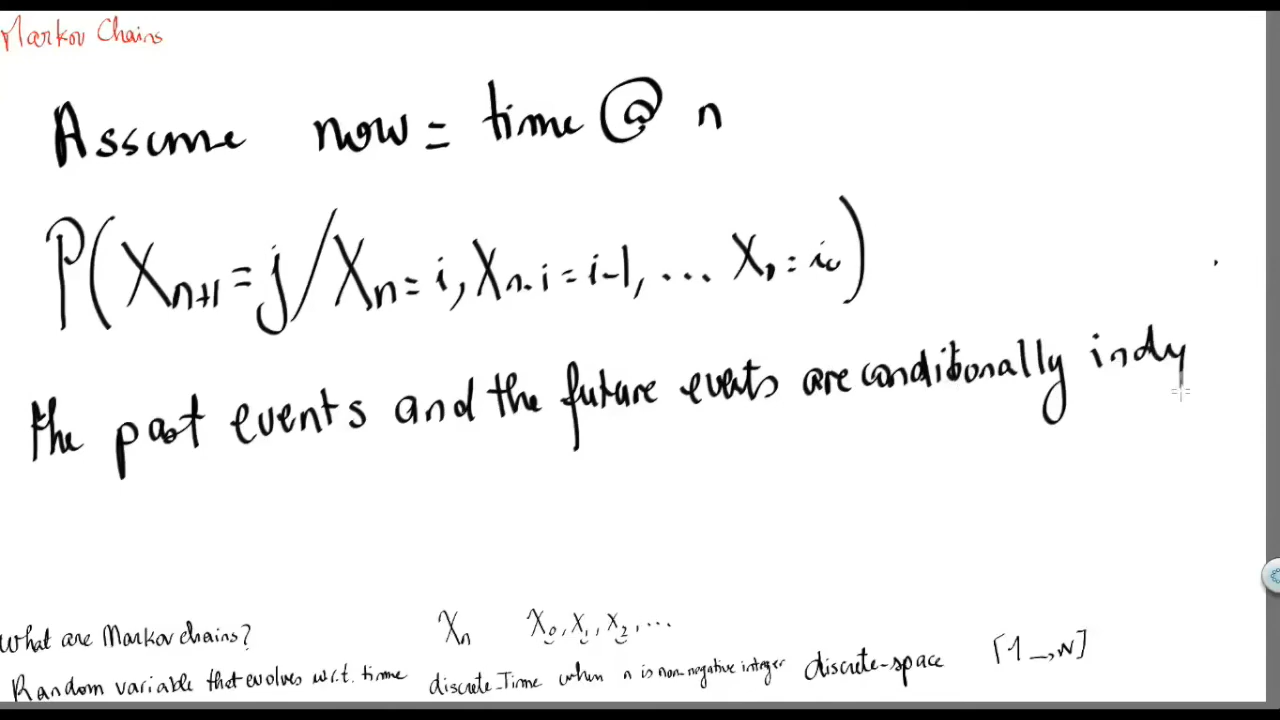 Markov Chains
Assume now = time @ n
P(Xn+1 = j / Xn = i, Xn-i = i-1, ... X0 = i0)
the past events and the future events are conditionally indp
What are Markov chains? Xn X0, X1, X2, ...
Random variable that evolves w.r.t. time discrete-Time when n is non-negative integer discrete-space [1 → N]